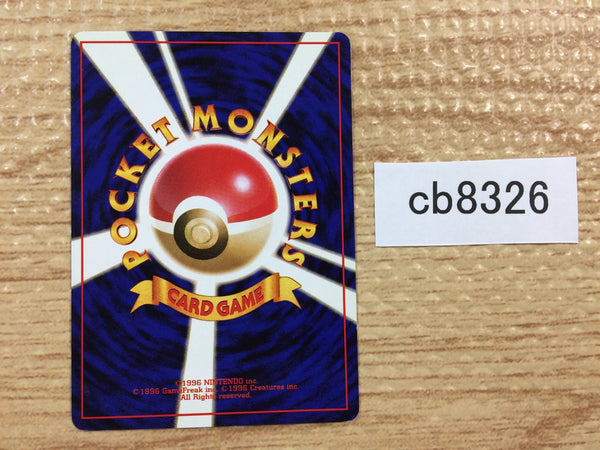 POCKET MONSTERS
CARD GAME
©1996 NINTENDO inc.
©1996 GameFreak inc. ©1996 Creatures inc.
All Rights reserved.
cb8326